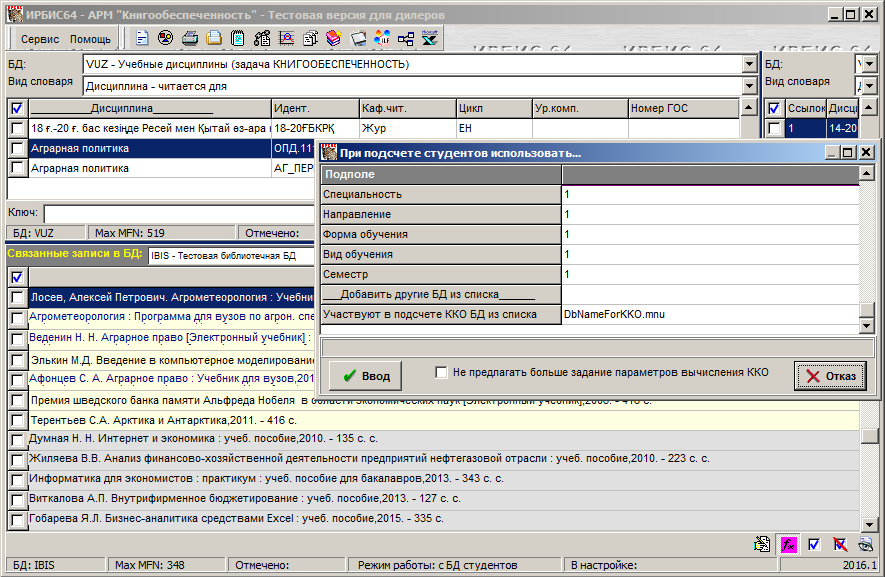 ИРБИС64 - АРМ "Книгообеспеченность" - Тестовая версия для дилеров
Сервис Помощь
БД: VUZ - Учебные дисциплины (задача КНИГООБЕСПЕЧЕННОСТЬ) БД:
Вид словаря Дисциплина - читается для Вид словаря
__________Дисциплина__________ Идент. Каф.чит. Цикл Ур.комп. Номер ГОС Ссылок Дисц
18 ғ.-20 ғ. бас кезіңде Ресей мен Қытай өз-ара 18-20ҒБКРҚ Жур ЕН 1 14-20
Аграрная политика ОПД.11
Аграрная политика АГ_ПЕР
Ключ:
БД: VUZ Max MFN: 519 Отмечено:
При подсчете студентов использовать...
Подполе
Специальность 1
Направление 1
Форма обучения 1
Вид обучения 1
Семестр 1
___Добавить другие БД из списка______
Участвуют в подсчете ККО БД из списка DbNameForKKO.mnu
Ввод Не предлагать больше задание параметров вычисления ККО Отказ
Связанные записи в БД: IBIS - Тестовая библиотечная БД
Лосев, Алексей Петрович. Агрометеорология : Учебни
Агрометеорология : Программа для вузов по агрон. спе
Веденин Н. Н. Аграрное право [Электронный учебник] :
Элькин М.Д. Введение в компьютерное моделирование
Афонцев С. А. Аграрное право : Учебник для вузов,201
Премия шведского банка памяти Альфреда Нобеля в области экономических наук [Электронный учебник],2008. - 416 с.
Терентьев С.А. Арктика и Антарктика,2011. - 416 с.
Думная Н. Н. Интернет и экономика : учеб. пособие,2010. - 135 с. с.
Жиляева В.В. Анализ финансово-хозяйственной деятельности предприятий нефтегазовой отрасли : учеб. пособие,2010. - 223 с. с.
Информатика для экономистов : практикум : учеб. пособие для бакалавров,2013. - 343 с. с.
Виткалова А.П. Внутрифирменное бюджетирование : учеб. пособие,2013. - 127 с. с.
Гобарева Я.Л. Бизнес-аналитика средствами Excel : учеб. пособие,2015. - 335 с.
БД: IBIS Max MFN: 348 Отмечено: Режим работы: с БД студентов В настройке: 2016.1